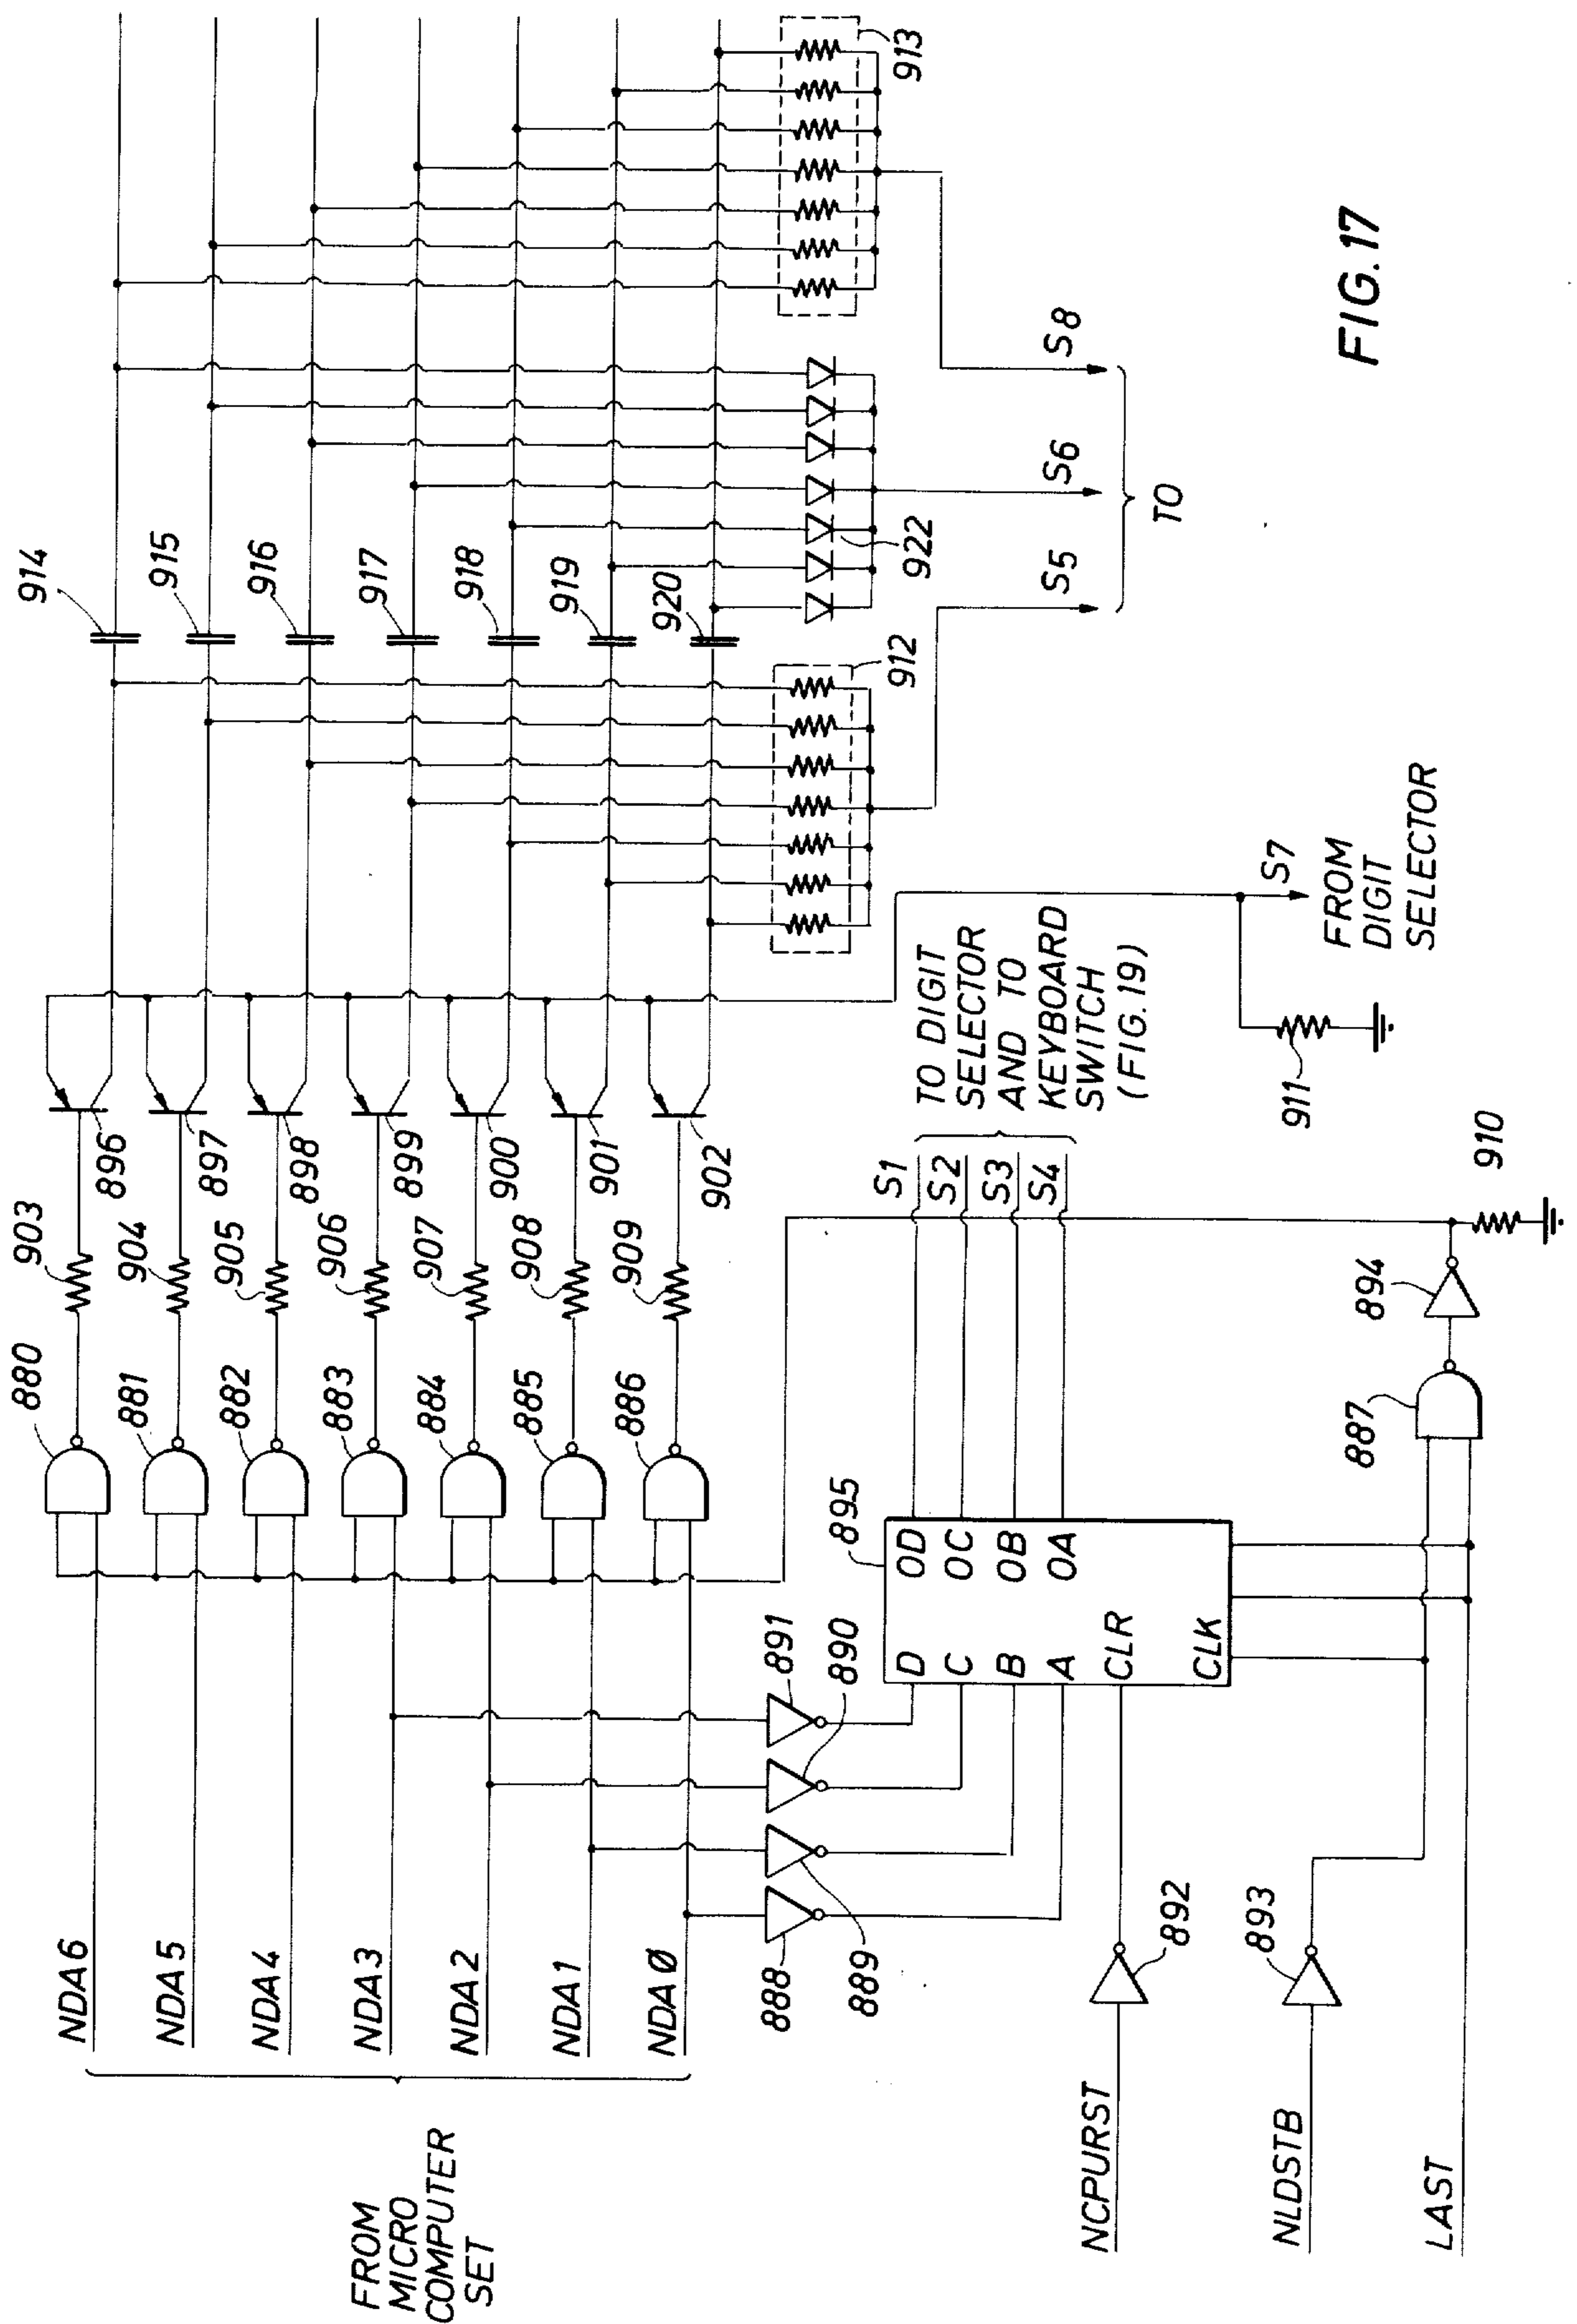 FROM
MICRO
COMPUTER
SET
NDA6
NDA5
NDA4
NDA3
NDA2
NDA1
NDAØ
880
881
882
883
884
885
886
903
904
905
906
907
908
909
896
897
898
899
900
901
902
914
915
916
917
918
919
920
912
922
913
S5
S6
S8
TO
888
889
890
891
895
D
C
B
A
CLR
CLK
OD
OC
OB
OA
S1
S2
S3
S4
TO DIGIT
SELECTOR
AND TO
KEYBOARD
SWITCH
(FIG.19)
S7
FROM
DIGIT
SELECTOR
911
910
894
887
NCPURST
892
NLDSTB
893
LAST
FIG.17